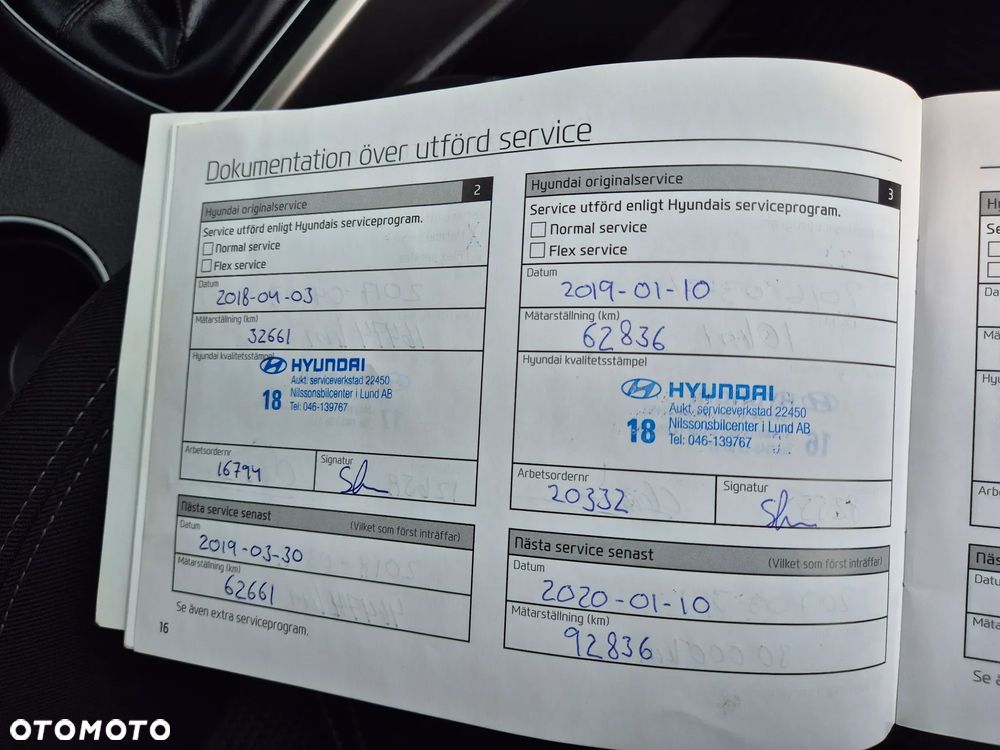 Dokumentation över utförd service
Hyundai originalservice 2
Service utförd enligt Hyundais serviceprogram.
Normal service
Flex service
Datum
2018-04-03
Mätarställning (km)
32661
Hyundai kvalitetsstämpel
HYUNDAI
Aukt. serviceverkstad 22450
18 Nilssonsbilcenter i Lund AB
Tel: 046-139767
Arbetsordernr
16794
Signatur
Nästa service senast (Vilket som först inträffar)
Datum
2019-03-30
Mätarställning (km)
62661
Se även extra serviceprogram.
16
Hyundai originalservice 3
Service utförd enligt Hyundais serviceprogram.
Normal service
Flex service
Datum
2019-01-10
Mätarställning (km)
62836
Hyundai kvalitetsstämpel
HYUNDAI
Aukt. serviceverkstad 22450
18 Nilssonsbilcenter i Lund AB
Tel: 046-139767
Arbetsordernr
20332
Signatur
Nästa service senast (Vilket som först inträffar)
Datum
2020-01-10
Mätarställning (km)
92836
OTOMOTO